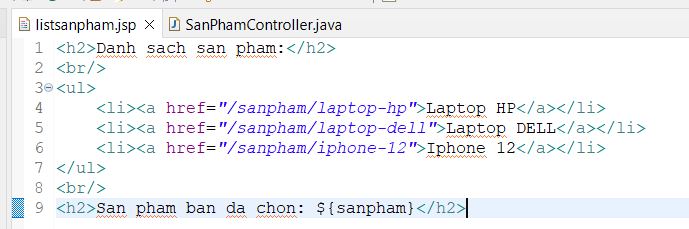 listsanpham.jsp SanPhamController.java
1 <h2>Danh sach san pham:</h2>
2 <br/>
3 <ul>
4 <li><a href="/sanpham/laptop-hp">Laptop HP</a></li>
5 <li><a href="/sanpham/laptop-dell">Laptop DELL</a></li>
6 <li><a href="/sanpham/iphone-12">Iphone 12</a></li>
7 </ul>
8 <br/>
9 <h2>San pham ban da chon: ${sanpham}</h2>